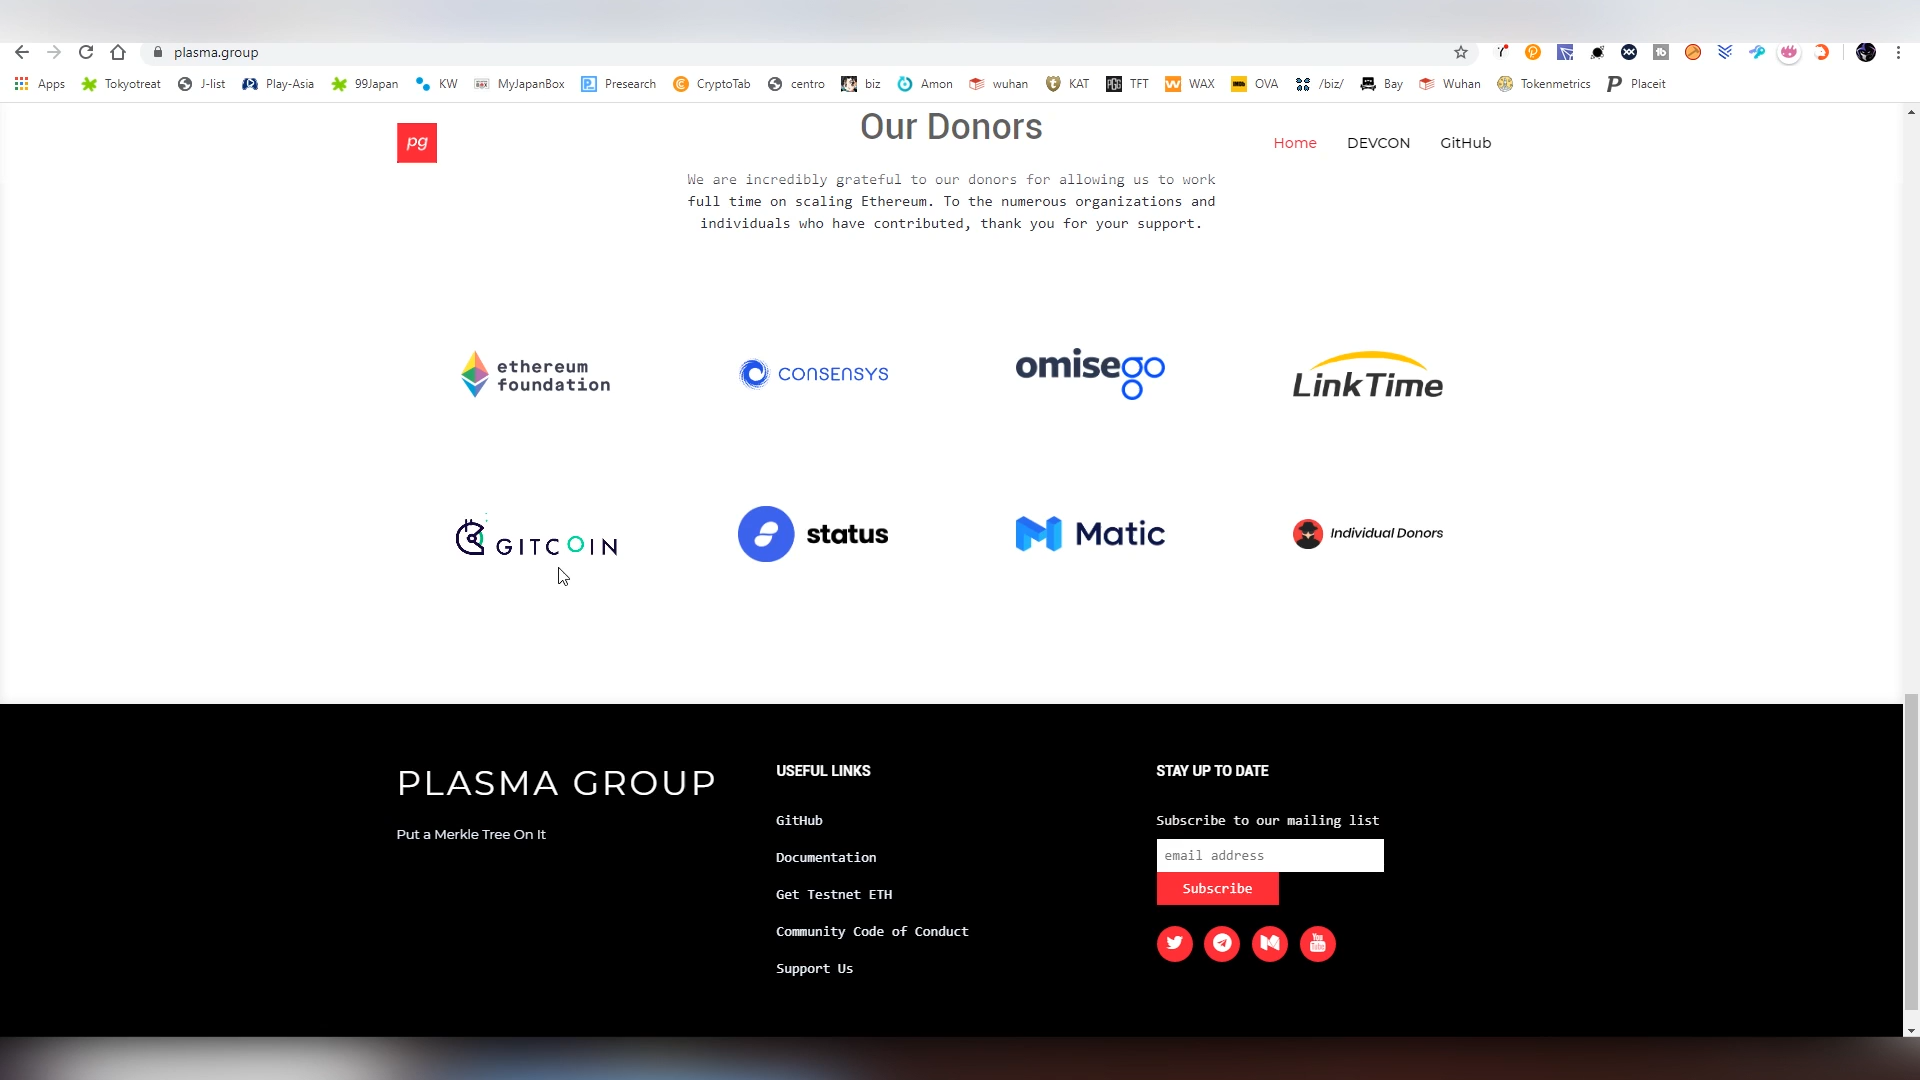 plasma.group
Apps Tokyotreat J-list Play-Asia 99Japan KW MyJapanBox Presearch CryptoTab centro biz Amon wuhan KAT TFT WAX OVA /biz/ Bay Wuhan Tokenmetrics Placeit
Our Donors
pg
Home DEVCON GitHub
We are incredibly grateful to our donors for allowing us to work
full time on scaling Ethereum. To the numerous organizations and
individuals who have contributed, thank you for your support.
ethereum
foundation
CONSENSYS
omisego
LinkTime
GITCOIN
status
Matic
Individual Donors
PLASMA GROUP
Put a Merkle Tree On It
USEFUL LINKS
GitHub
Documentation
Get Testnet ETH
Community Code of Conduct
Support Us
STAY UP TO DATE
Subscribe to our mailing list
email address
Subscribe